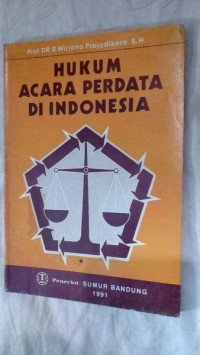 Prof. DR. R. Wirjono Prodjodikoro S.H.
HUKUM
ACARA PERDATA
DI INDONESIA
Penerbit: SUMUR BANDUNG
1991